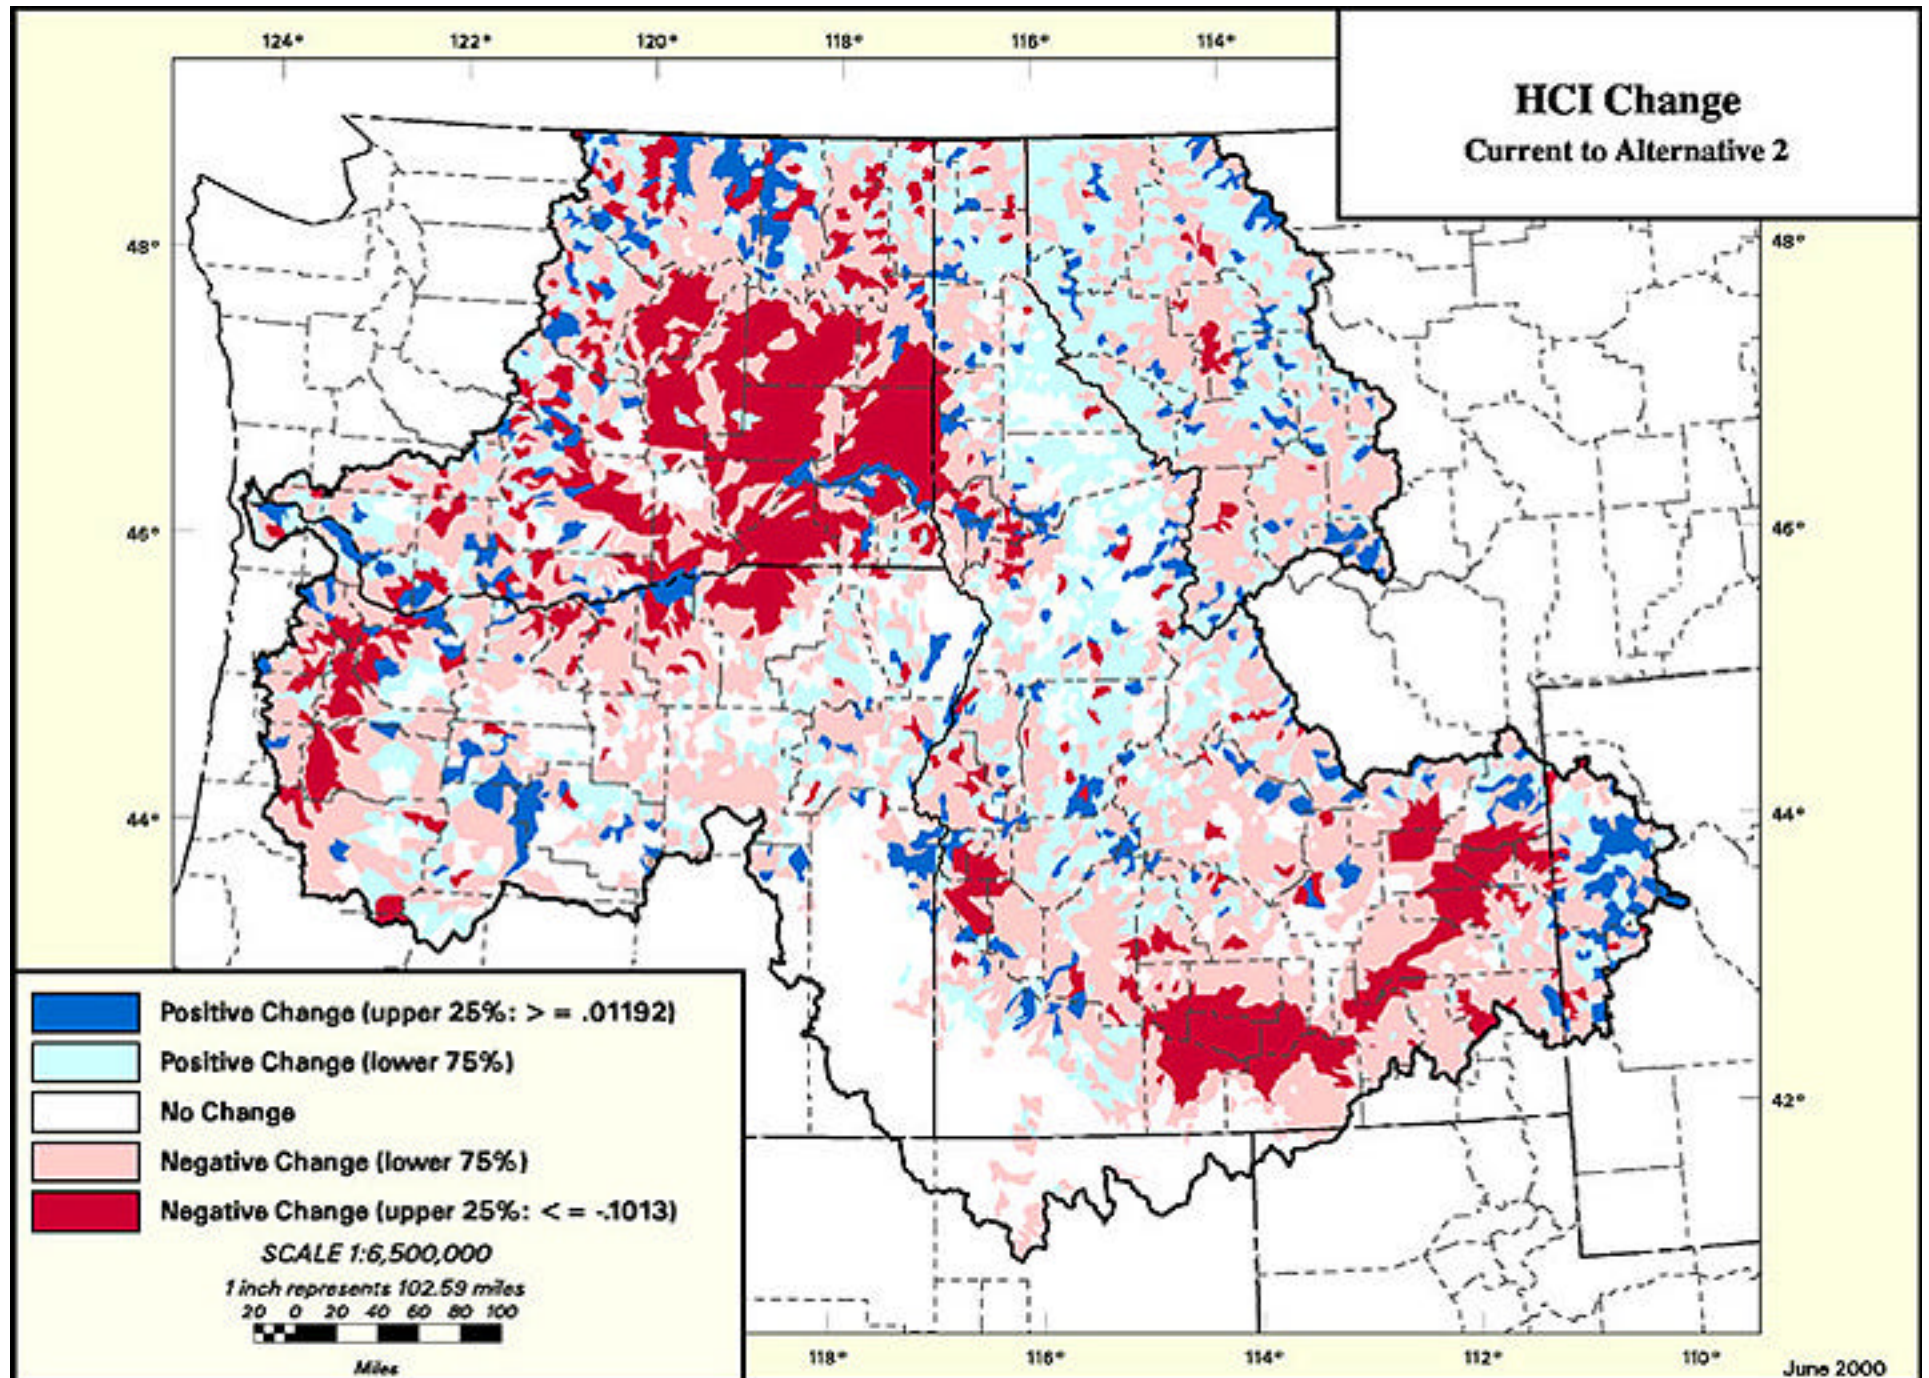 124° 122° 120° 118° 116° 114°
HCI Change
Current to Alternative 2
48° 48°
46° 46°
44° 44°
42°
Positive Change (upper 25%: > = .01192)
Positive Change (lower 75%)
No Change
Negative Change (lower 75%)
Negative Change (upper 25%: < = -.1013)
SCALE 1:6,500,000
1 inch represents 102.59 miles
20 0 20 40 60 80 100
Miles
118° 116° 114° 112° 110°
June 2000